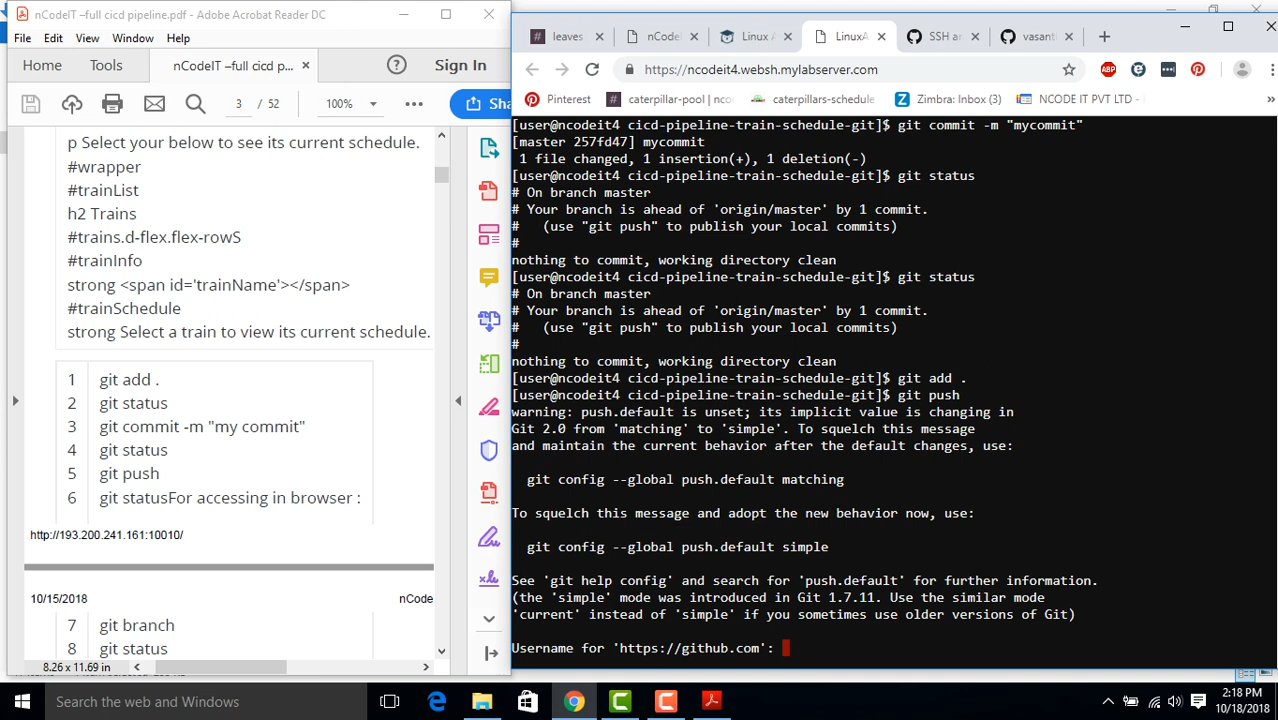 nCodeIT –full cicd pipeline.pdf - Adobe Acrobat Reader DC
File Edit View Window Help
Home Tools nCodeIT –full cicd p... Sign In
3 / 52 100% Sha
p Select your below to see its current schedule.
#wrapper
#trainList
h2 Trains
#trains.d-flex.flex-rowS
#trainInfo
strong <span id='trainName'></span>
#trainSchedule
strong Select a train to view its current schedule.
1 git add .
2 git status
3 git commit -m "my commit"
4 git status
5 git push
6 git statusFor accessing in browser :
http://193.200.241.161:10010/
10/15/2018 nCode
7 git branch
8 git status
8.26 x 11.69 in
leaves nCode Linux A LinuxA SSH an vasant
https://ncodeit4.websh.mylabserver.com
ABP
Pinterest caterpillar-pool | nco caterpillars-schedule Zimbra: Inbox (3) NCODE IT PVT LTD - »
[user@ncodeit4 cicd-pipeline-train-schedule-git]$ git commit -m "mycommit"
[master 257fd47] mycommit
1 file changed, 1 insertion(+), 1 deletion(-)
[user@ncodeit4 cicd-pipeline-train-schedule-git]$ git status
# On branch master
# Your branch is ahead of 'origin/master' by 1 commit.
#   (use "git push" to publish your local commits)
#
nothing to commit, working directory clean
[user@ncodeit4 cicd-pipeline-train-schedule-git]$ git status
# On branch master
# Your branch is ahead of 'origin/master' by 1 commit.
#   (use "git push" to publish your local commits)
#
nothing to commit, working directory clean
[user@ncodeit4 cicd-pipeline-train-schedule-git]$ git add .
[user@ncodeit4 cicd-pipeline-train-schedule-git]$ git push
warning: push.default is unset; its implicit value is changing in
Git 2.0 from 'matching' to 'simple'. To squelch this message
and maintain the current behavior after the default changes, use:
git config --global push.default matching
To squelch this message and adopt the new behavior now, use:
git config --global push.default simple
See 'git help config' and search for 'push.default' for further information.
(the 'simple' mode was introduced in Git 1.7.11. Use the similar mode
'current' instead of 'simple' if you sometimes use older versions of Git)
Username for 'https://github.com':
Search the web and Windows
2:18 PM
10/18/2018